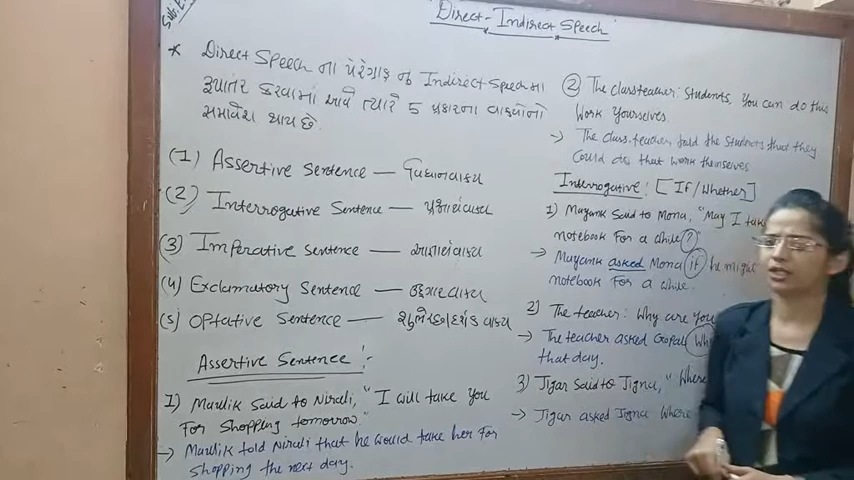 Sub: E
Direct - Indirect Speech
* Direct Speech ના પેરેગ્રાફ જ Indirect Speech મા
રૂપાંતર કરવામા આવે ત્યારે 5 પ્રકારના વાક્યોનો
સમાવેશ થાય છે.
(1) Assertive Sentence — વિધાનવાક્ય
(2) Interrogative Sentence — પ્રશ્નાર્થવાક્ય
(3) Imperative Sentence — આજ્ઞાર્થવાક્ય
(4) Exclamatory Sentence — ઉદ્દગારવાક્ય
(5) Optative Sentence — વાક્ય
Assertive Sentence :-
1) Maulik Said to Nirali, "I will take you
For Shopping tomorrow."
→ Maulik told Nirali that he would take her For
Shopping the next day.
② The class teacher: Students, You can do this
Work Yourselves.
→ The class teacher told the Students that they
Could do that work themselves
Interrogative: [If/Whether]
1) Mayank Said to Mona, "May I take
notebook For a while?
→ Mayank asked Mona if he might
notebook For a while.
2) The teacher: Why are You
→ The teacher asked Gopal Wh
that day.
3) Jigar Said to Jigna, "Where
→ Jigar asked Jigna Where